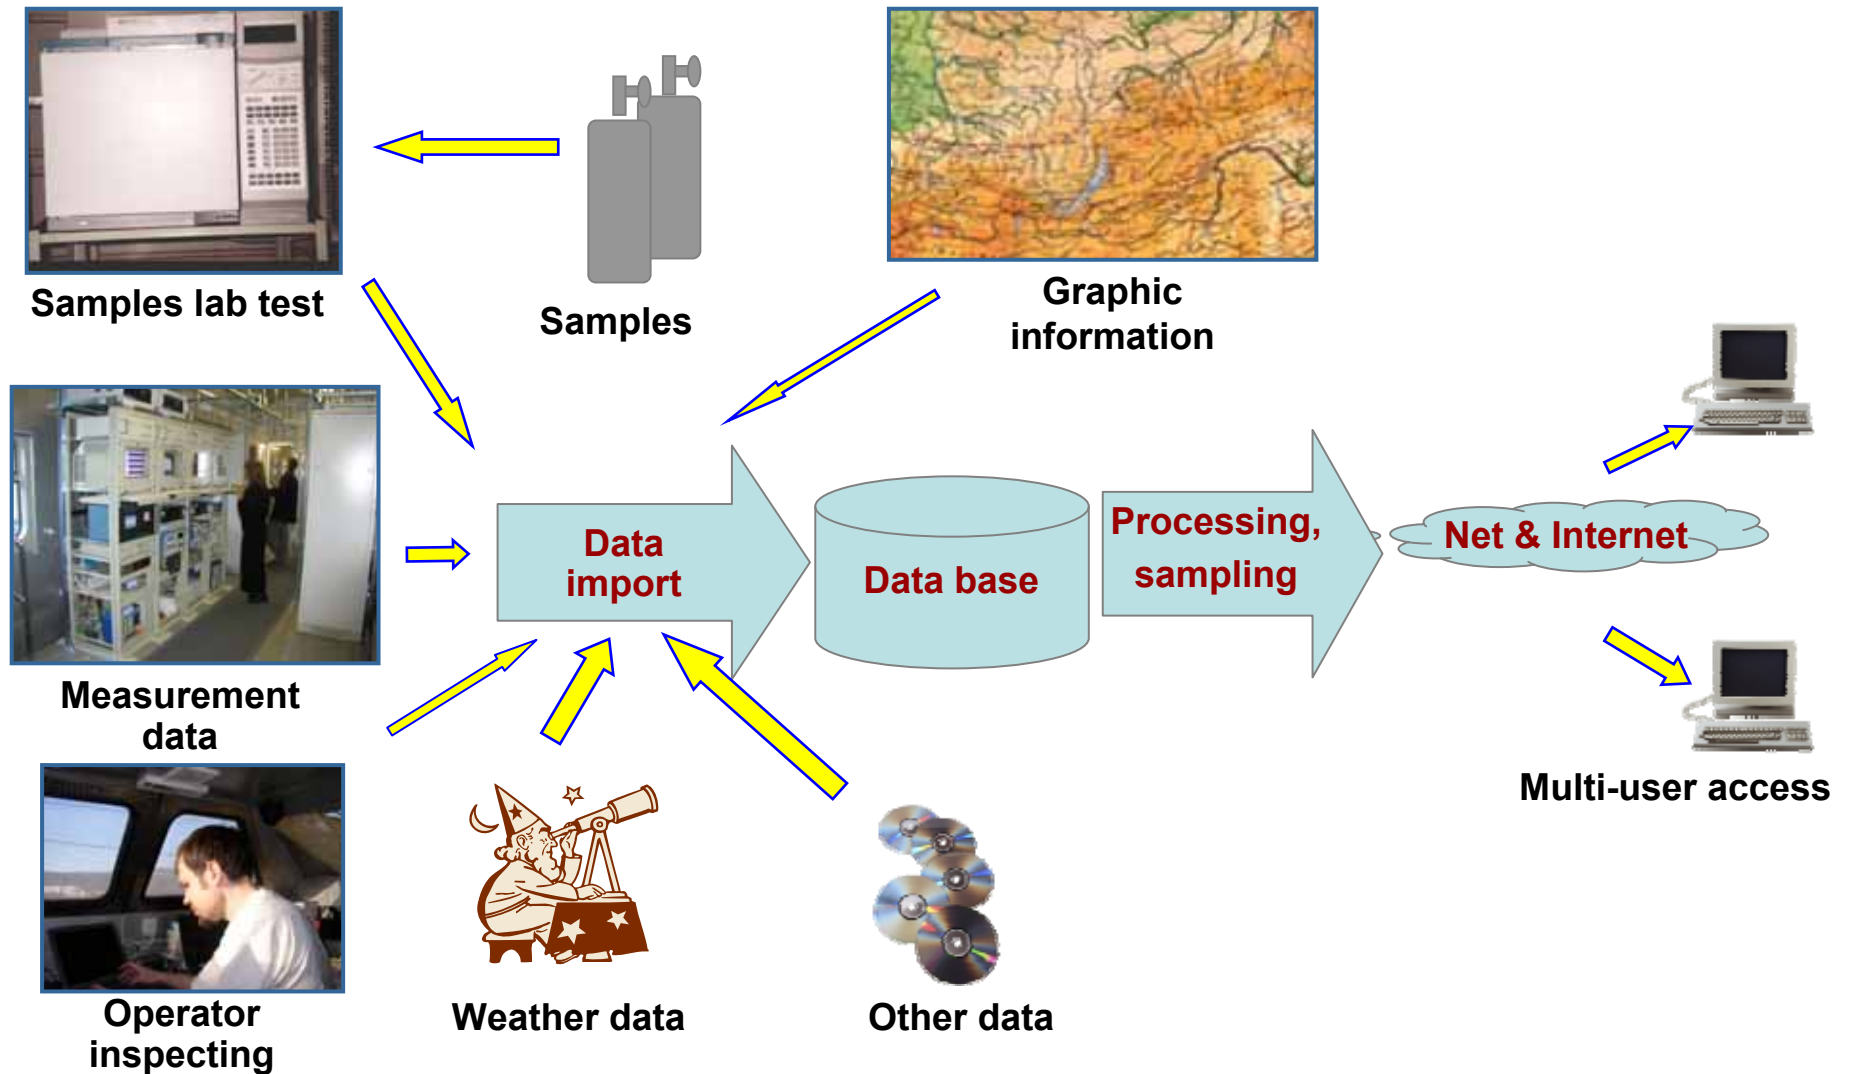 Samples lab test
Samples
Graphic
information
Measurement
data
Data
import
Data base
Processing,
sampling
Net & Internet
Multi-user access
Operator
inspecting
Weather data
Other data